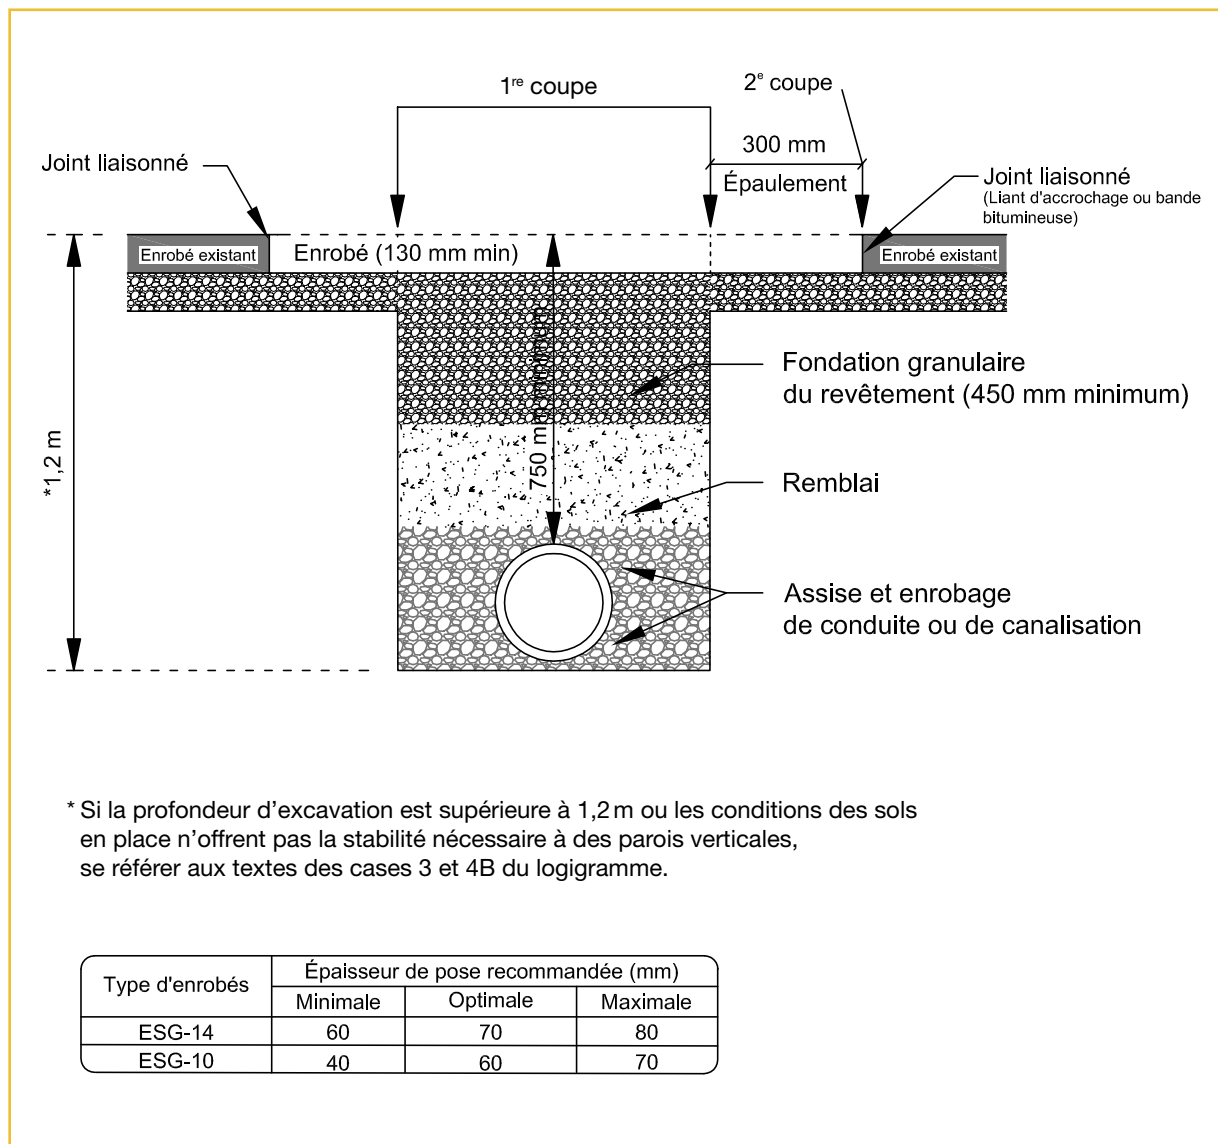 1re coupe
2e coupe
300 mm
Épaulement
Joint liaisonné
Joint liaisonné
(Liant d'accrochage ou bande
bitumineuse)
Enrobé existant
Enrobé (130 mm min)
Enrobé existant
*1,2 m
750 mm minimum
Fondation granulaire
du revêtement (450 mm minimum)
Remblai
Assise et enrobage
de conduite ou de canalisation
* Si la profondeur d’excavation est supérieure à 1,2 m ou les conditions des sols
en place n’offrent pas la stabilité nécessaire à des parois verticales,
se référer aux textes des cases 3 et 4B du logigramme.
Type d'enrobés
Épaisseur de pose recommandée (mm)
Minimale Optimale Maximale
ESG-14 60 70 80
ESG-10 40 60 70